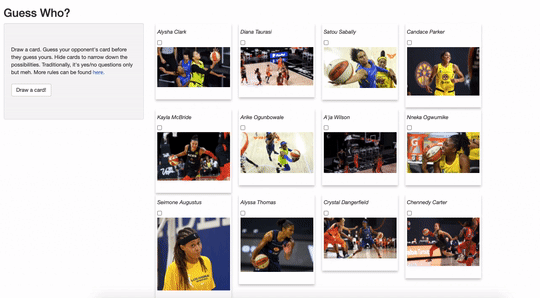 Guess Who?
Draw a card. Guess your opponent's card before
they guess yours. Hide cards to narrow down the
possibilities. Traditionally, it's yes/no questions only
but meh. More rules can be found here.
Draw a card!
Alysha Clark
Diana Taurasi
Satou Sabally
Candace Parker
Kayla McBride
Arike Ogunbowale
A'ja Wilson
Nneka Ogwumike
Seimone Augustus
Alyssa Thomas
Crystal Dangerfield
Chennedy Carter